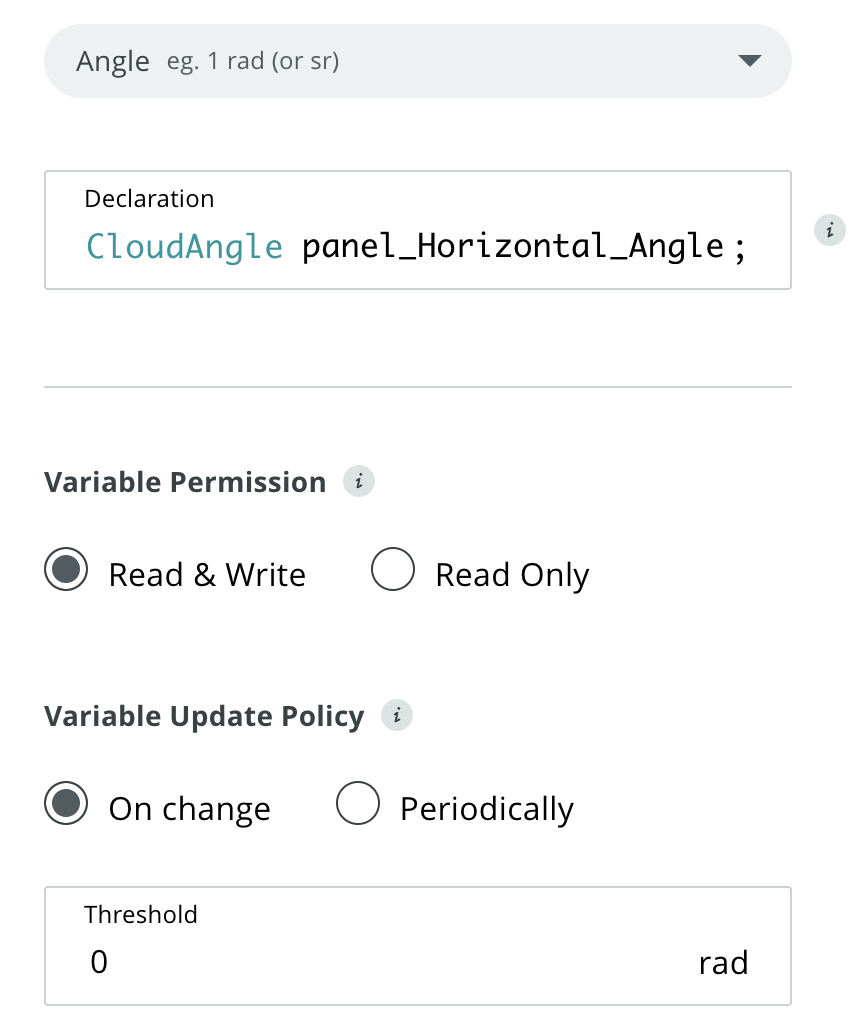 Angle eg. 1 rad (or sr)
Declaration
CloudAngle panel_Horizontal_Angle;
i
Variable Permission i
Read & Write Read Only
Variable Update Policy i
On change Periodically
Threshold
0 rad